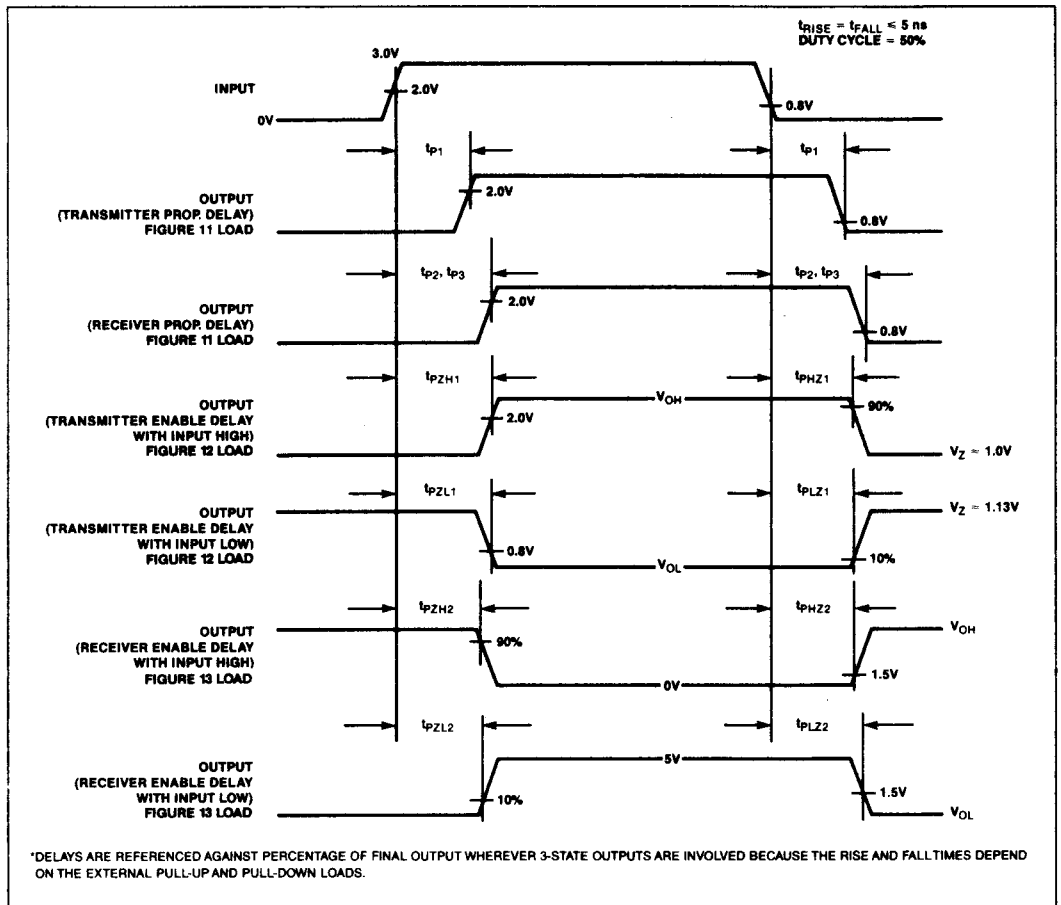 tRISE = tFALL ≤ 5 ns
DUTY CYCLE = 50%
3.0V
INPUT
2.0V
0.8V
0V
tP1
tP1
OUTPUT
(TRANSMITTER PROP. DELAY)
FIGURE 11 LOAD
2.0V
0.8V
tP2, tP3
tP2, tP3
OUTPUT
(RECEIVER PROP. DELAY)
FIGURE 11 LOAD
2.0V
0.8V
tPZH1
tPHZ1
OUTPUT
(TRANSMITTER ENABLE DELAY
WITH INPUT HIGH)
FIGURE 12 LOAD
VOH
90%
2.0V
VZ ≈ 1.0V
tPZL1
tPLZ1
OUTPUT
(TRANSMITTER ENABLE DELAY
WITH INPUT LOW)
FIGURE 12 LOAD
VZ ≈ 1.13V
0.8V
VOL
10%
tPZH2
tPHZ2
OUTPUT
(RECEIVER ENABLE DELAY
WITH INPUT HIGH)
FIGURE 13 LOAD
VOH
90%
0V
1.5V
tPZL2
tPLZ2
OUTPUT
(RECEIVER ENABLE DELAY
WITH INPUT LOW)
FIGURE 13 LOAD
5V
10%
1.5V
VOL
*DELAYS ARE REFERENCED AGAINST PERCENTAGE OF FINAL OUTPUT WHEREVER 3-STATE OUTPUTS ARE INVOLVED BECAUSE THE RISE AND FALL TIMES DEPEND
ON THE EXTERNAL PULL-UP AND PULL-DOWN LOADS.